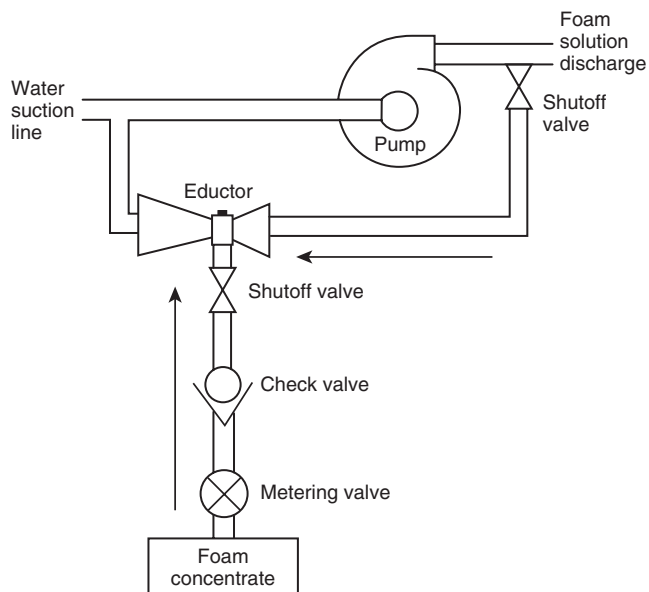 Foam
solution
discharge
Water
suction
line
Shutoff
valve
Pump
Eductor
Shutoff valve
Check valve
Metering valve
Foam
concentrate